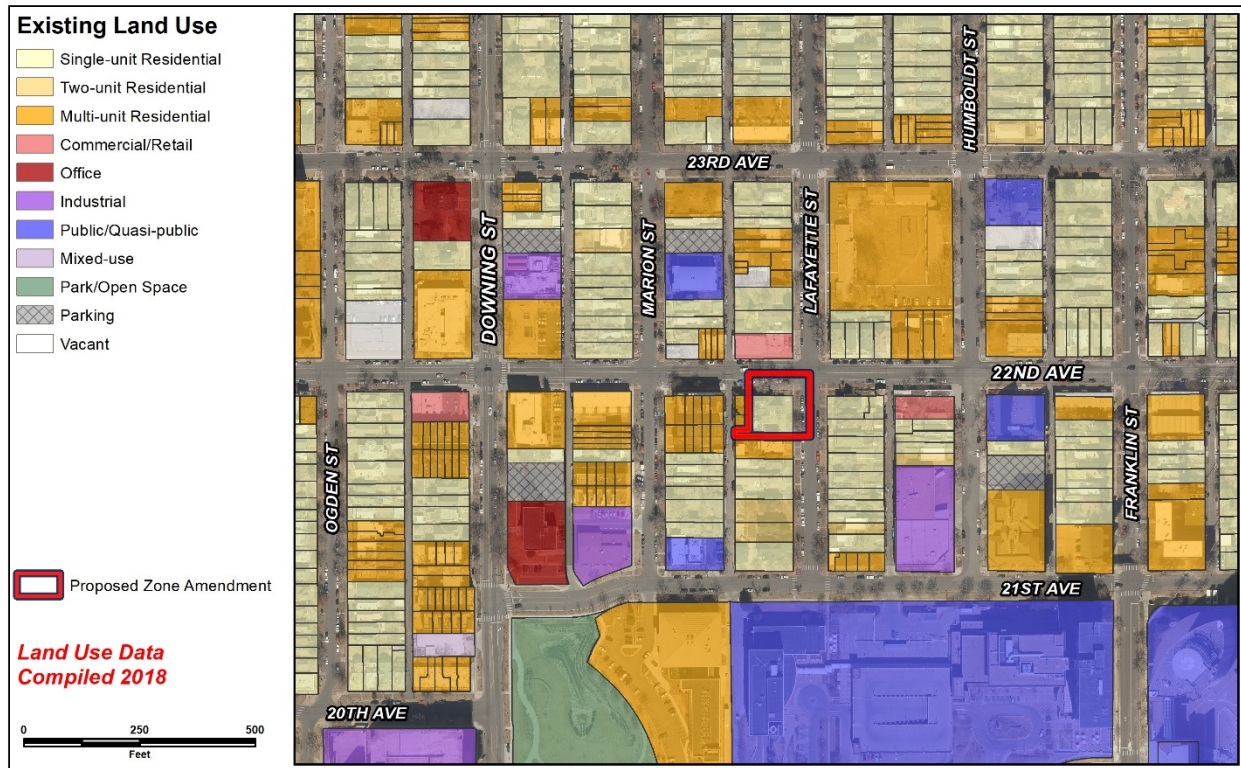 Existing Land Use
Single-unit Residential
Two-unit Residential
Multi-unit Residential
Commercial/Retail
Office
Industrial
Public/Quasi-public
Mixed-use
Park/Open Space
Parking
Vacant
Proposed Zone Amendment
Land Use Data
Compiled 2018
0 250 500
Feet
HUMBOLDT ST
23RD AVE
DOWNING ST
MARION ST
LAFAYETTE ST
22ND AVE
OGDEN ST
FRANKLIN ST
21ST AVE
20TH AVE